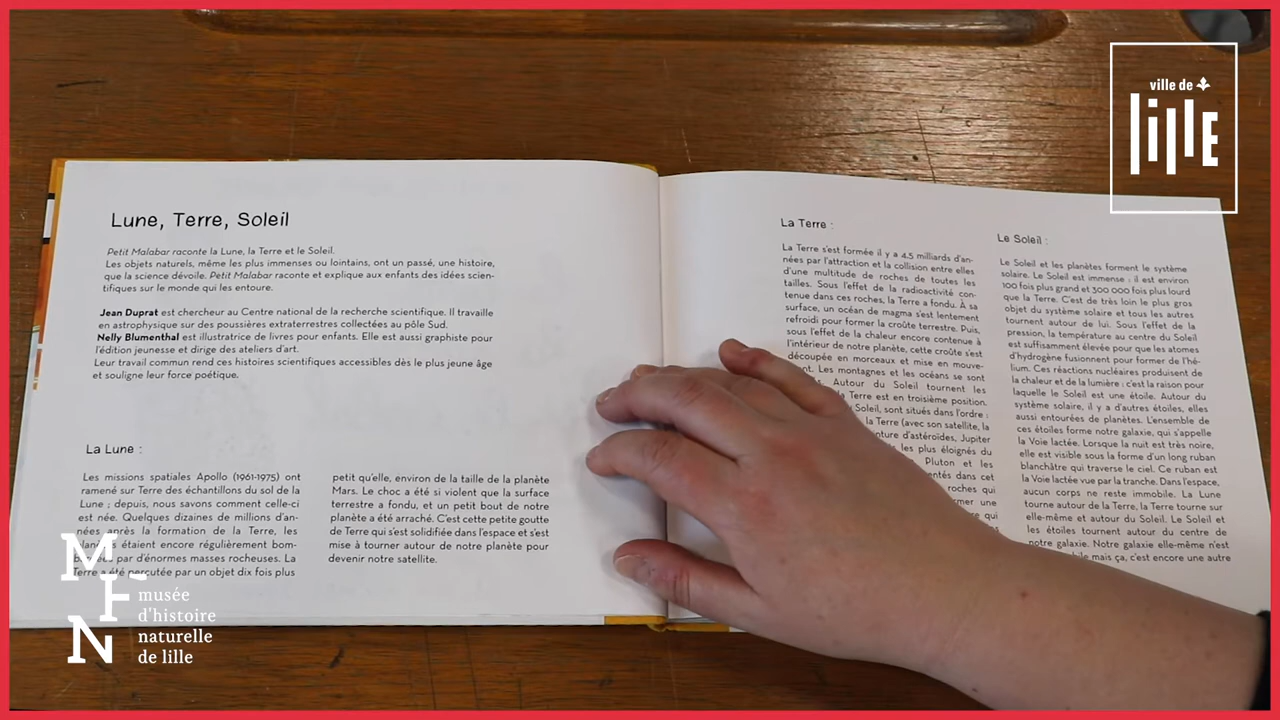 Lune, Terre, Soleil
Petit Malabar raconte la Lune, la Terre et le Soleil.
Les objets naturels, même les plus immenses ou lointains, ont un passé, une histoire,
que la science dévoile. Petit Malabar raconte et explique aux enfants des idées scien-
tifiques sur le monde qui les entoure.
Jean Duprat est chercheur au Centre national de la recherche scientifique. Il travaille
en astrophysique sur des poussières extraterrestres collectées au pôle Sud.
Nelly Blumenthal est illustratrice de livres pour enfants. Elle est aussi graphiste pour
l'édition jeunesse et dirige des ateliers d'art.
Leur travail commun rend ces histoires scientifiques accessibles dès le plus jeune âge
et souligne leur force poétique.
La Lune :
Les missions spatiales Apollo (1961-1975) ont
ramené sur Terre des échantillons du sol de la
Lune ; depuis, nous savons comment celle-ci
est née. Quelques dizaines de millions d'an-
nées après la formation de la Terre, les
étaient encore régulièrement bom-
par d'énormes masses rocheuses. La
Terre a été percutée par un objet dix fois plus
petit qu'elle, environ de la taille de la planète
Mars. Le choc a été si violent que la surface
terrestre a fondu, et un petit bout de notre
planète a été arraché. C'est cette petite goutte
de Terre qui s'est solidifiée dans l'espace et s'est
mise à tourner autour de notre planète pour
devenir notre satellite.
La Terre :
La Terre s'est formée il y a 4,5 milliards d'an-
nées par l'attraction et la collision entre elles
d'une multitude de roches de toutes les
tailles. Sous l'effet de la radioactivité con-
tenue dans ces roches, la Terre a fondu. À sa
surface, un océan de magma s'est lentement
refroidi pour former la croûte terrestre. Puis,
sous l'effet de la chaleur encore contenue à
l'intérieur de notre planète, cette croûte s'est
découpée en morceaux et mise en mouve-
ment. Les montagnes et les océans se sont
Autour du Soleil tournent les
la Terre est en troisième position.
Soleil, sont situés dans l'ordre :
la Terre (avec son satellite, la
d'astéroïdes, Jupiter
les plus éloignés du
Pluton et les
dans cet
roches qui
une
qui
Le Soleil :
Le Soleil et les planètes forment le système
solaire. Le Soleil est immense : il est environ
100 fois plus grand et 300 000 fois plus lourd
que la Terre. C'est de très loin le plus gros
objet du système solaire et tous les autres
tournent autour de lui. Sous l'effet de la
pression, la température au centre du Soleil
est suffisamment élevée pour que les atomes
d'hydrogène fusionnent pour former de l'hé-
lium. Ces réactions nucléaires produisent de
la chaleur et de la lumière : c'est la raison pour
laquelle le Soleil est une étoile. Autour du
système solaire, il y a d'autres étoiles, elles
aussi entourées de planètes. L'ensemble de
ces étoiles forme notre galaxie, qui s'appelle
la Voie lactée. Lorsque la nuit est très noire,
elle est visible sous la forme d'un long ruban
blanchâtre qui traverse le ciel. Ce ruban est
la Voie lactée vue par la tranche. Dans l'espace,
aucun corps ne reste immobile. La Lune
tourne autour de la Terre, la Terre tourne sur
elle-même et autour du Soleil. Le Soleil et
les étoiles tournent autour du centre de
notre galaxie. Notre galaxie elle-même n'est
mais ça, c'est encore une autre
ville de
lille
MHN
musée
d'histoire
naturelle
de lille